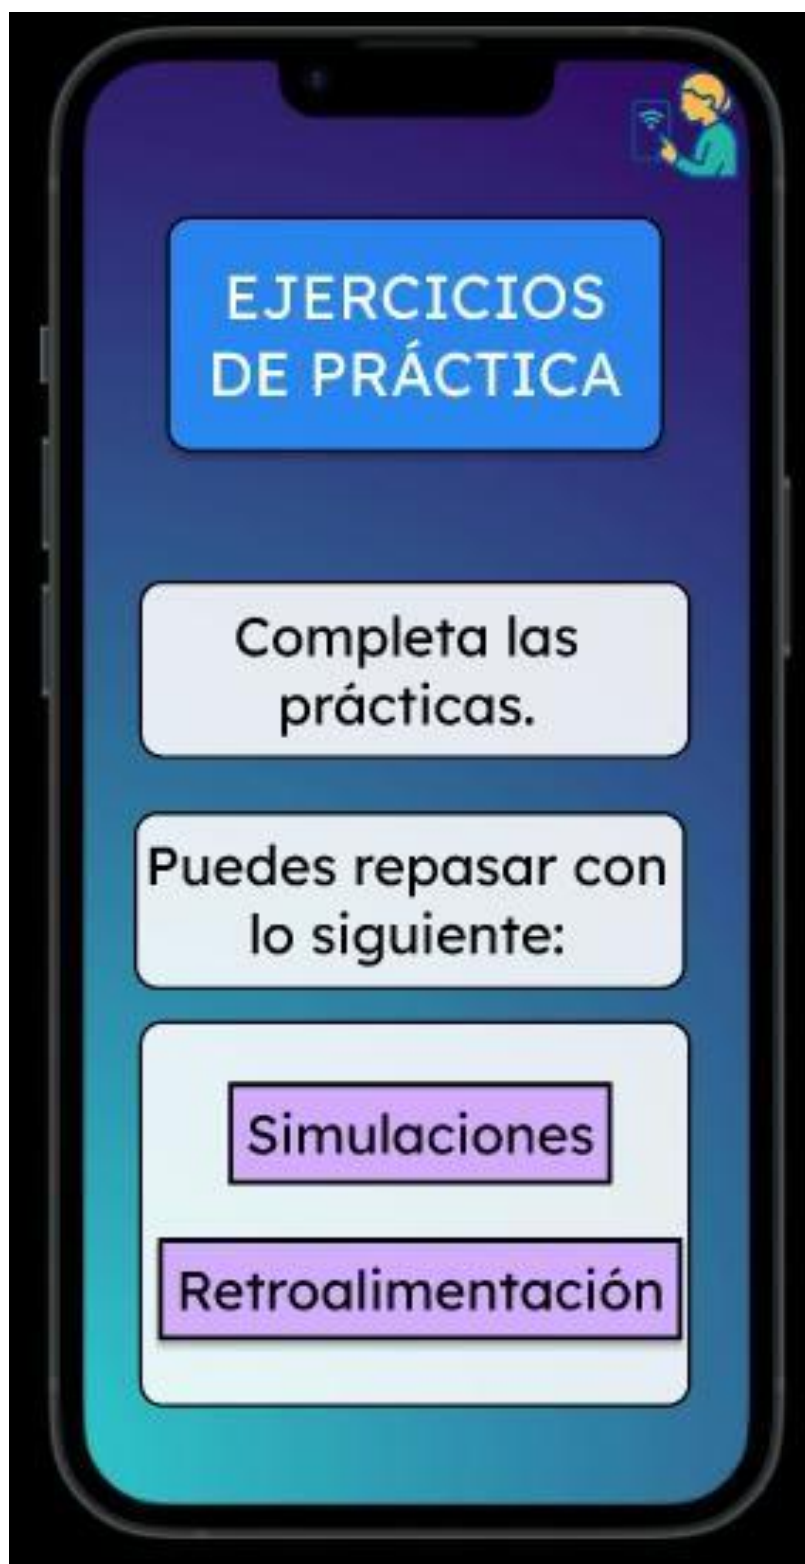 EJERCICIOS
DE PRÁCTICA
Completa las
prácticas.
Puedes repasar con
lo siguiente:
Simulaciones
Retroalimentación